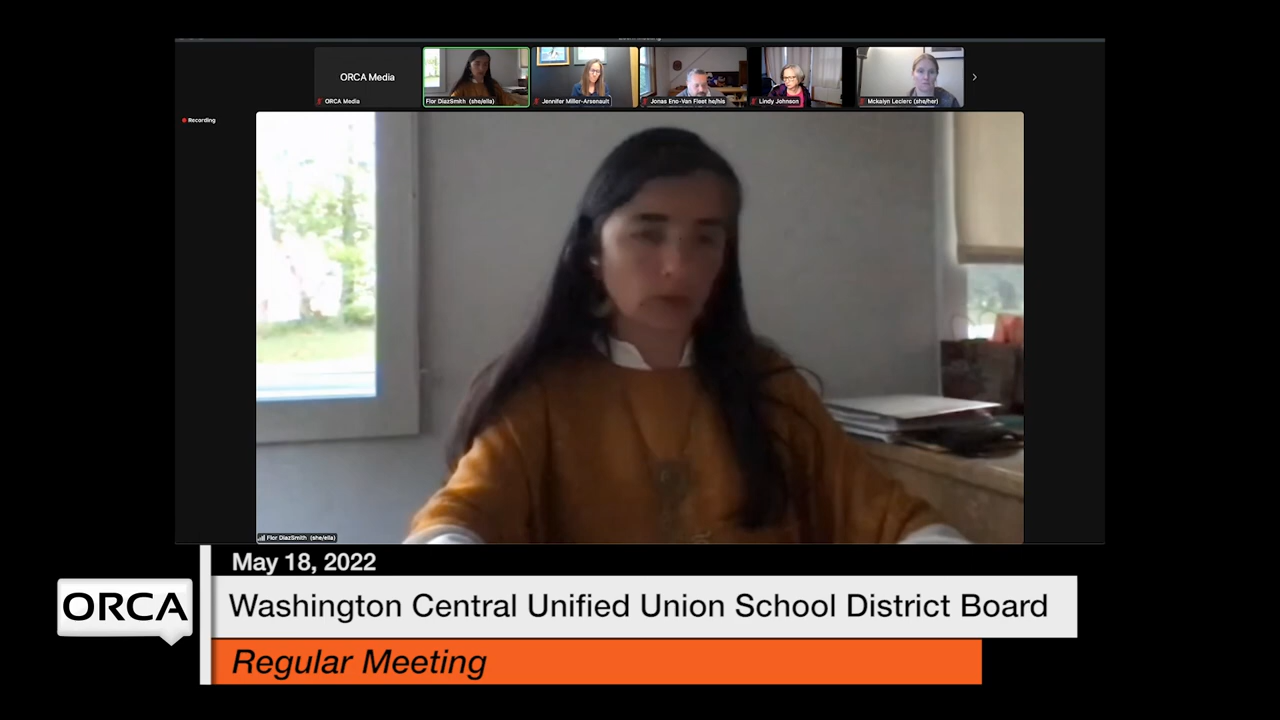 ORCA Media
ORCA Media
Flor DiazSmith (she/ella)
Jennifer Miller-Arsenault
Jonas Eno-Van Fleet he/his
Lindy Johnson
Mckalyn Leclerc (she/her)
Recording
Flor DiazSmith (she/ella)
May 18, 2022
ORCA
Washington Central Unified Union School District Board
Regular Meeting